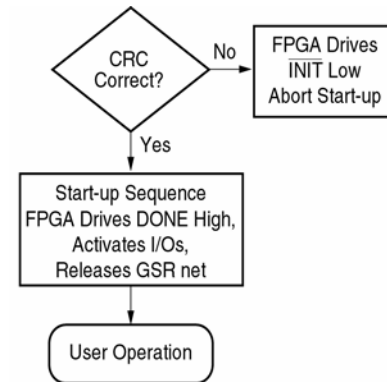 CRC
Correct?
No
FPGA Drives
INIT Low
Abort Start-up
Yes
Start-up Sequence
FPGA Drives DONE High,
Activates I/Os,
Releases GSR net
User Operation